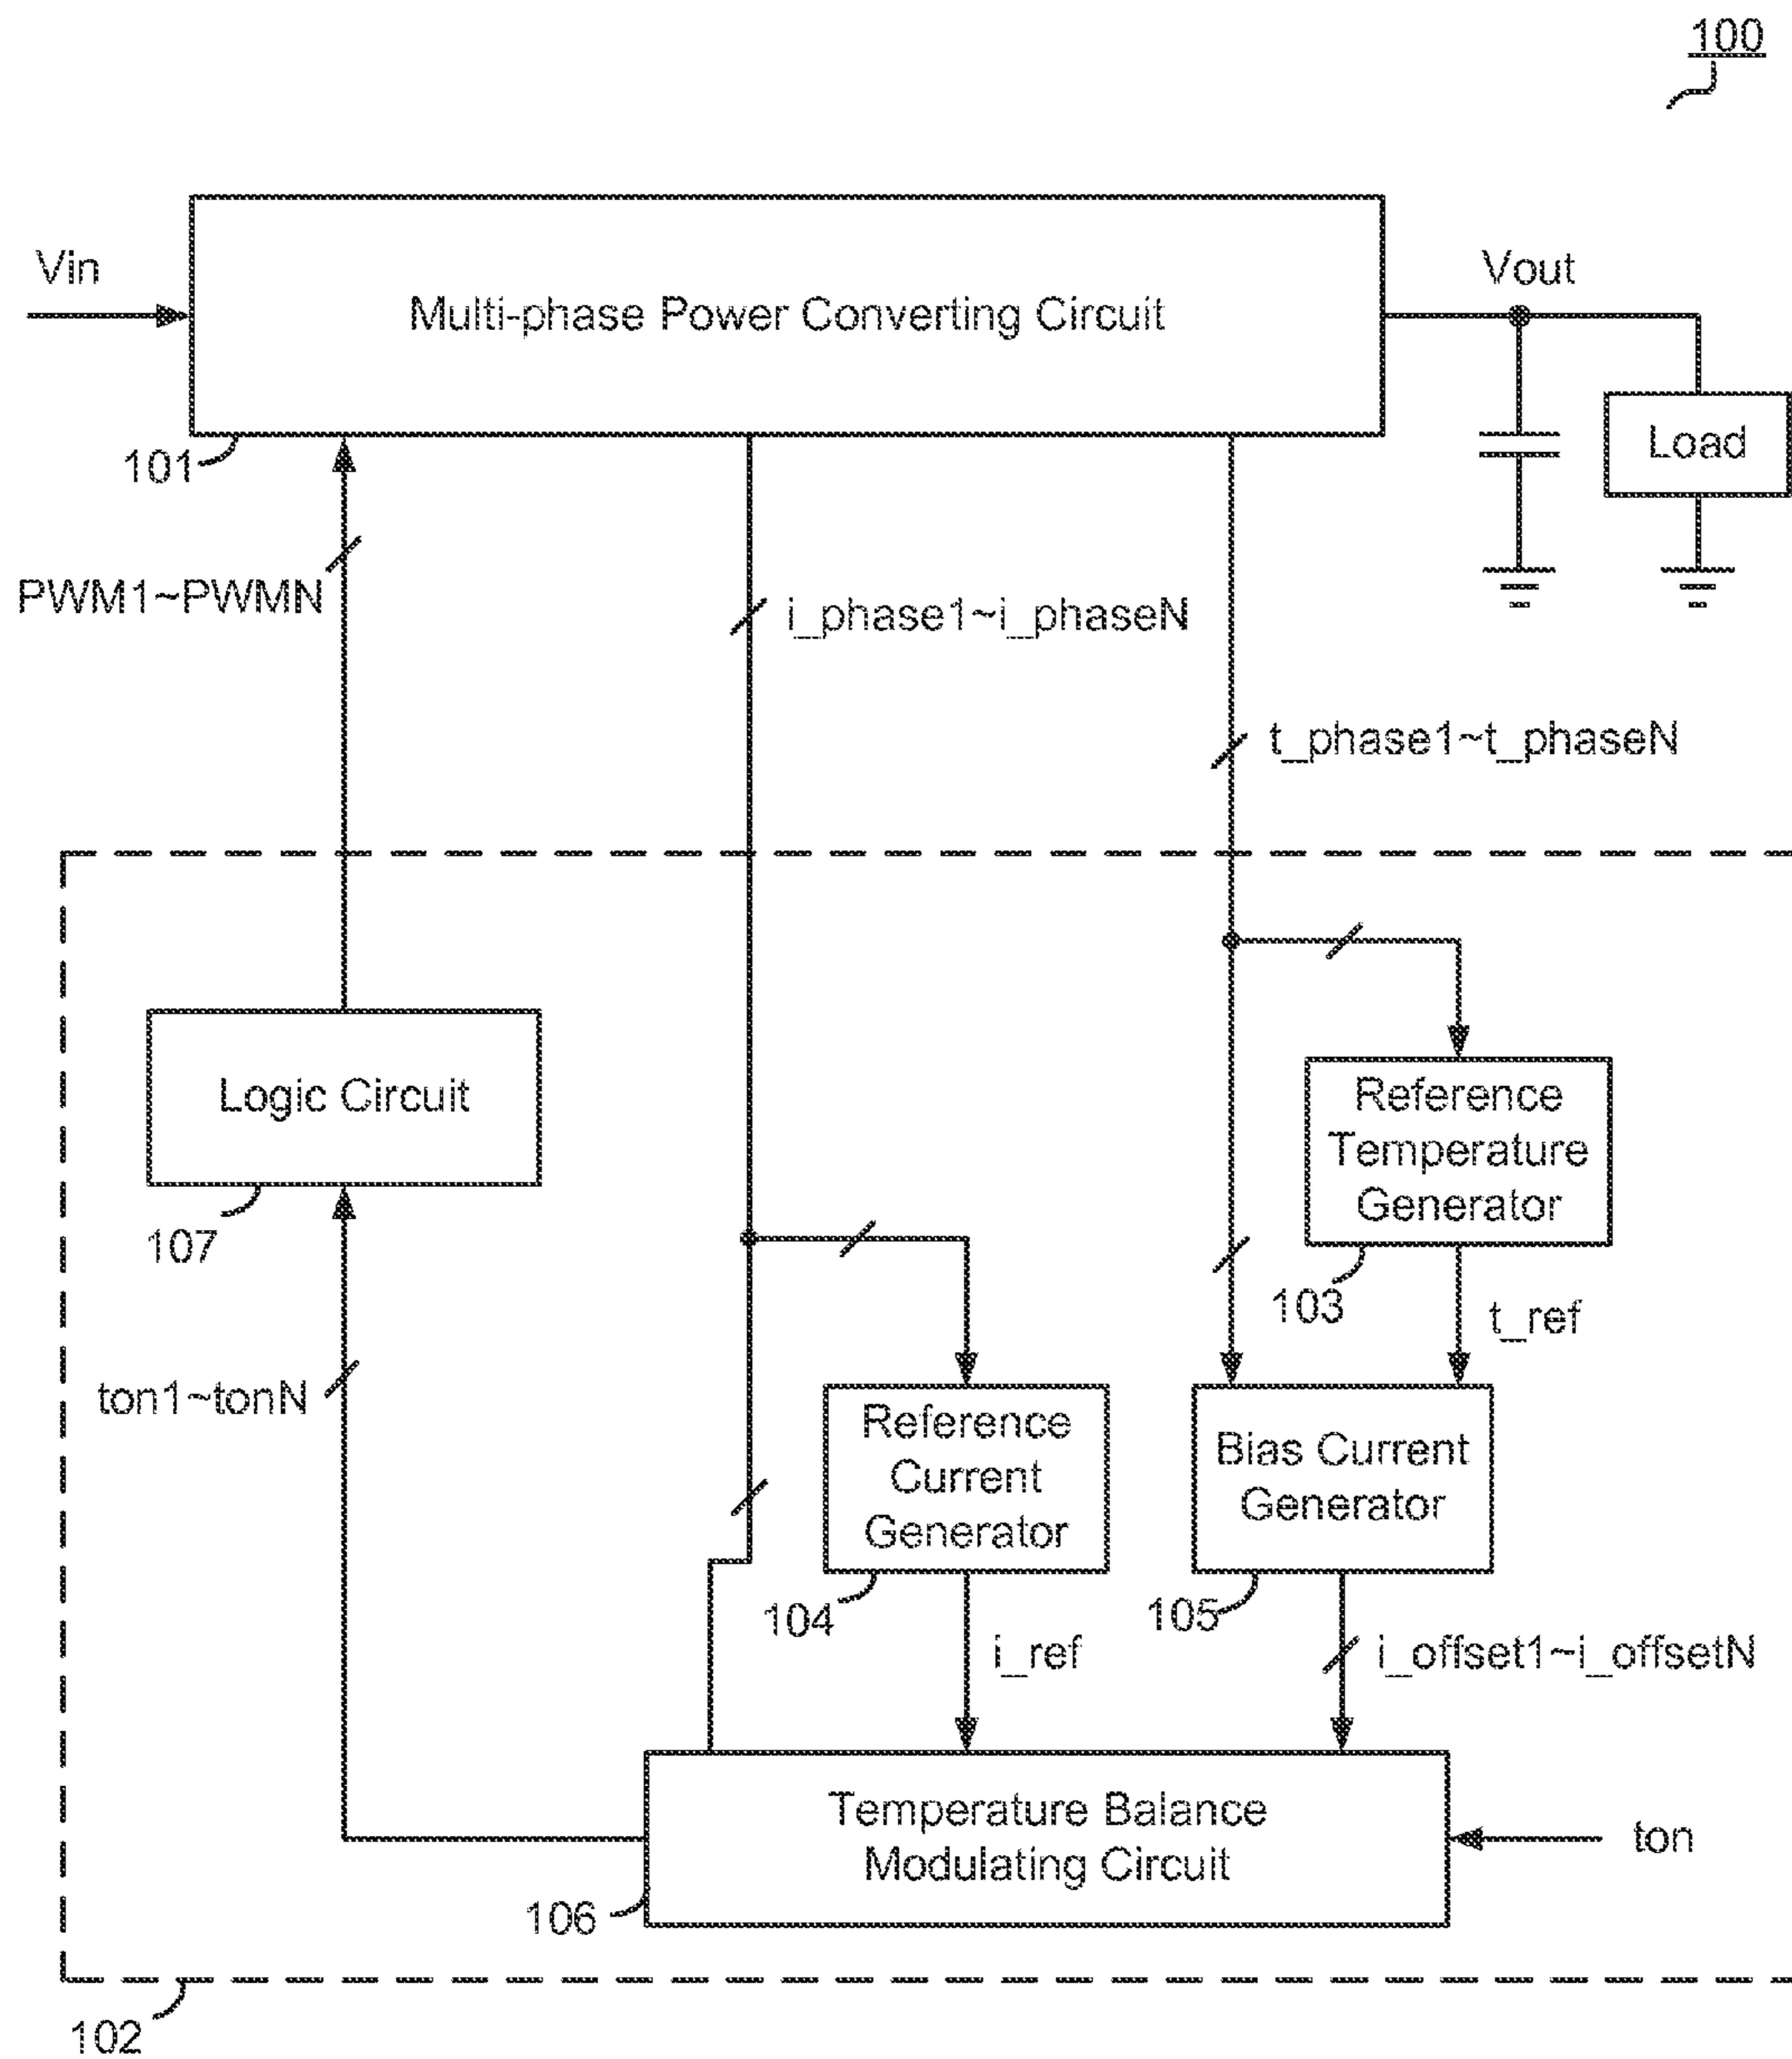 100
Vin
Multi-phase Power Converting Circuit
Vout
Load
101
PWM1~PWMN
i_phase1~i_phaseN
t_phase1~t_phaseN
Logic Circuit
107
Reference
Temperature
Generator
103
t_ref
ton1~tonN
Reference
Current
Generator
104
i_ref
Bias Current
Generator
105
i_offset1~i_offsetN
Temperature Balance
Modulating Circuit
106
ton
102